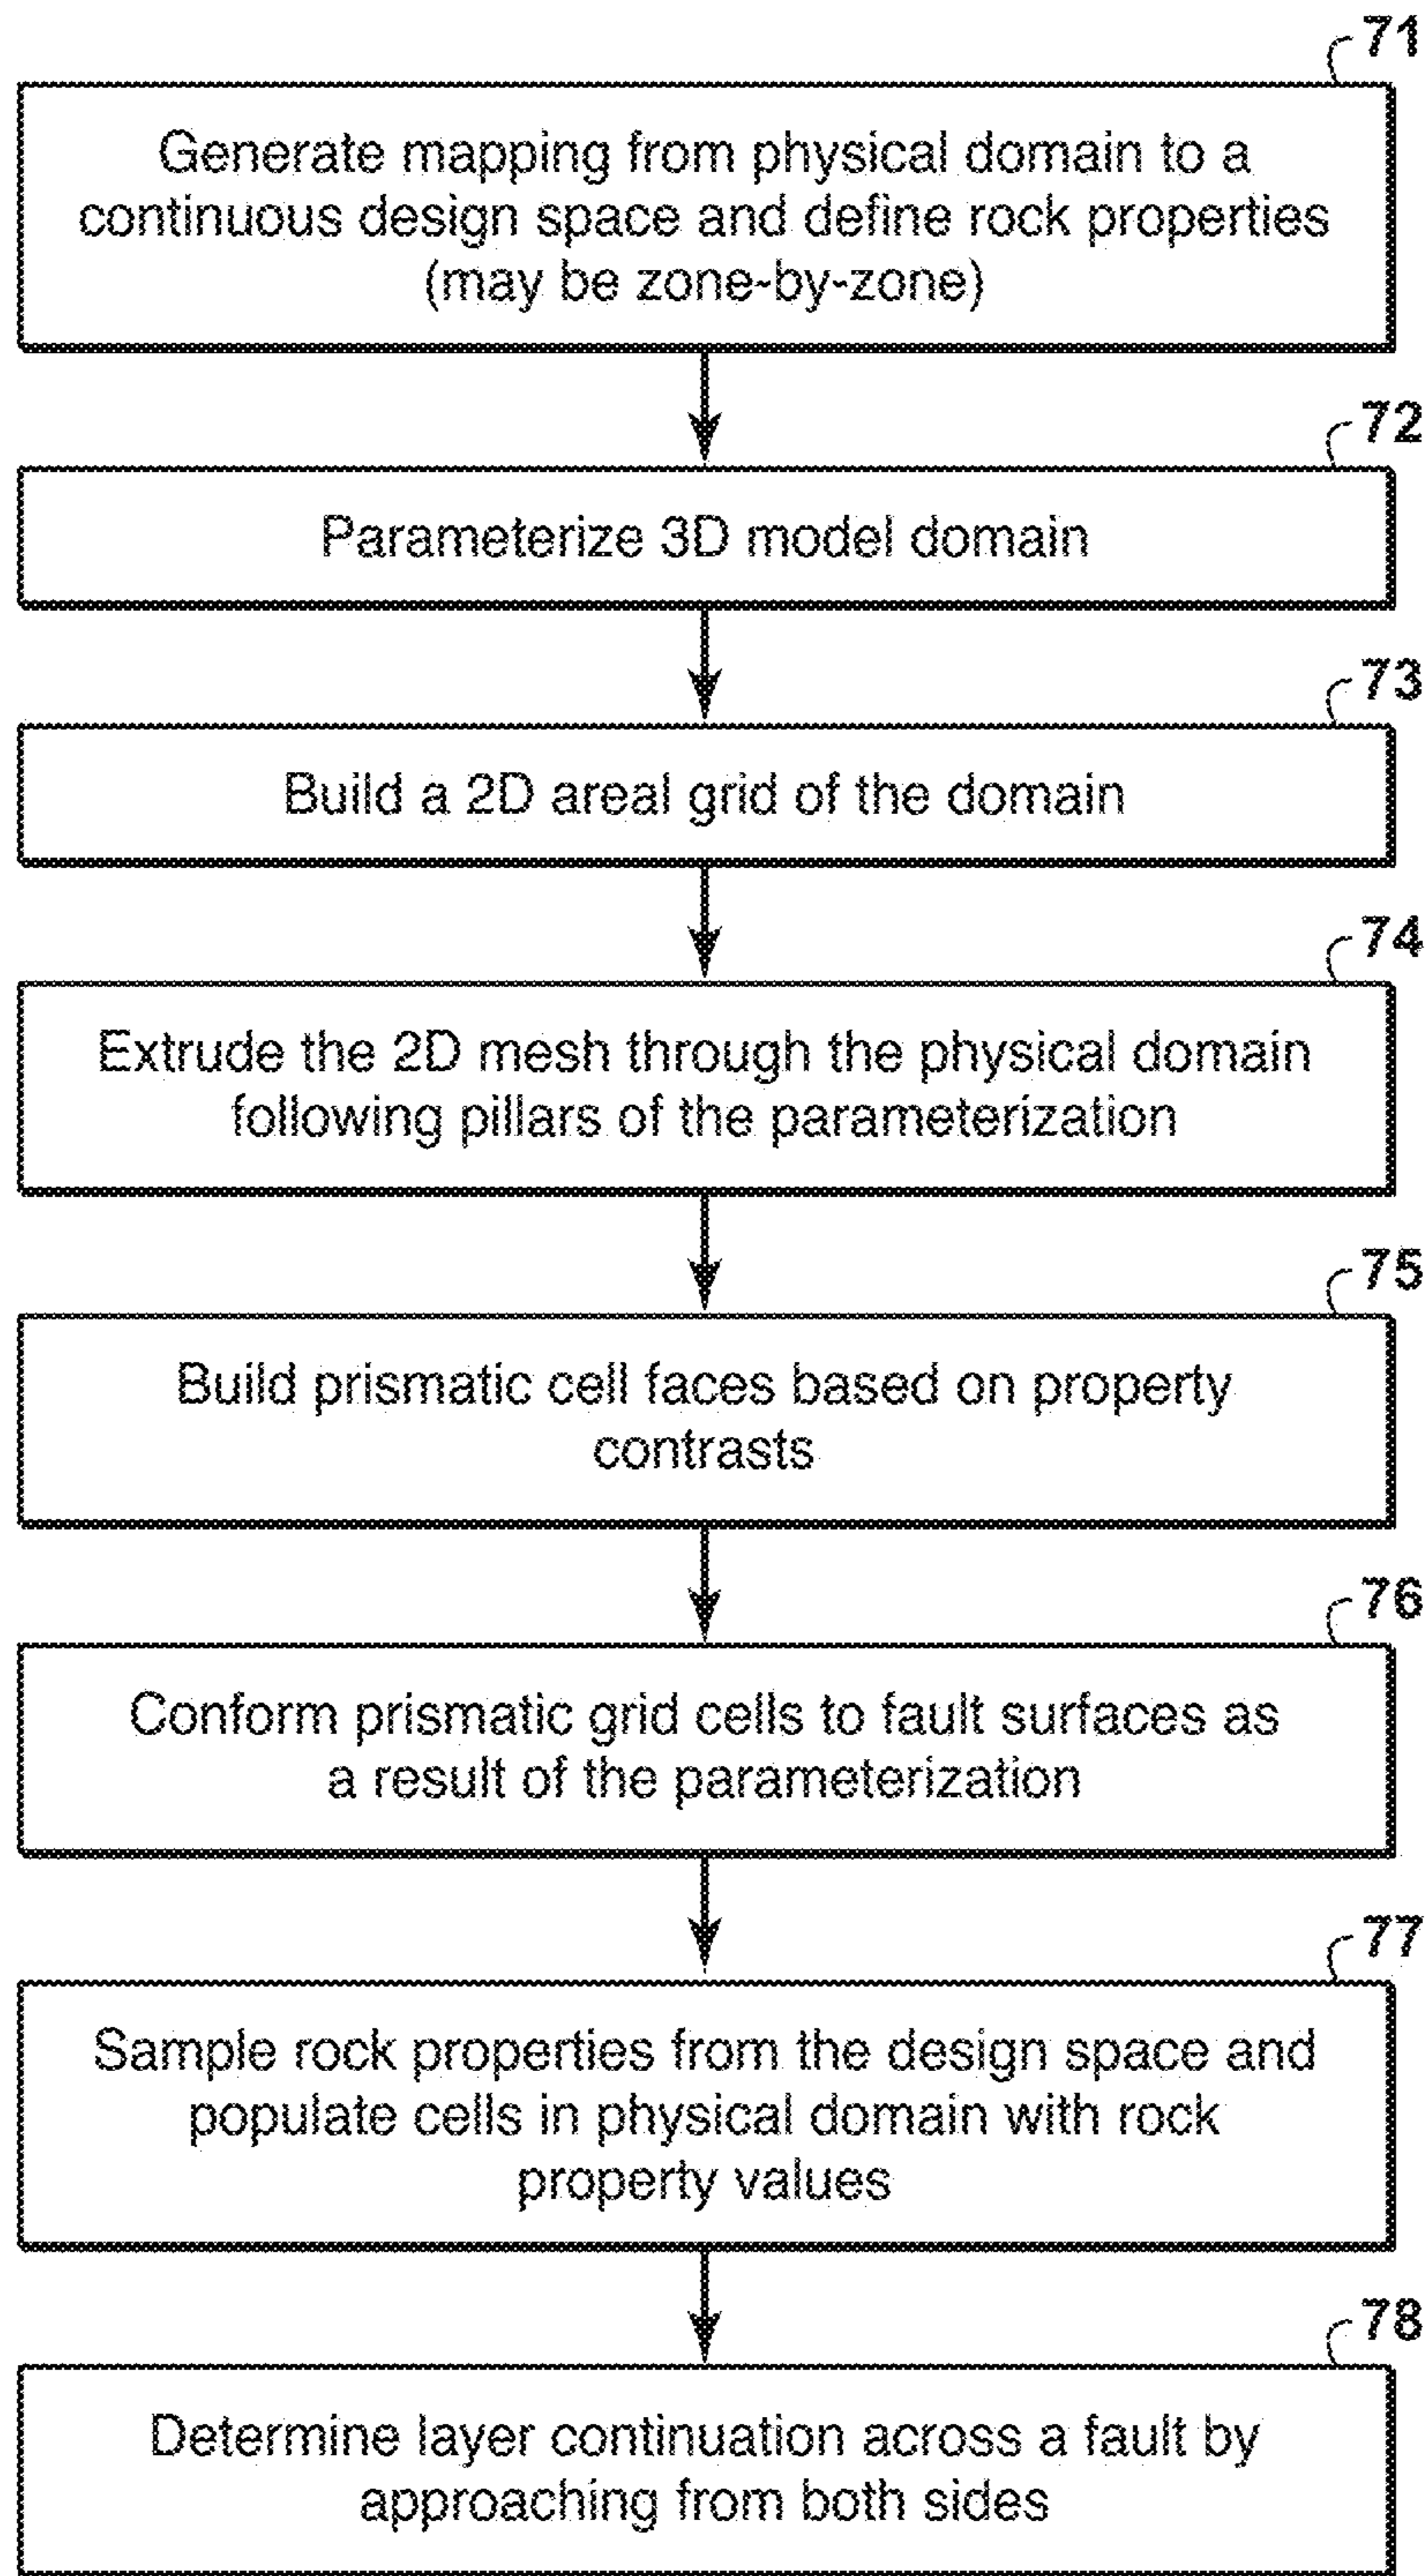 71
Generate mapping from physical domain to a
continuous design space and define rock properties
(may be zone-by-zone)
72
Parameterize 3D model domain
73
Build a 2D areal grid of the domain
74
Extrude the 2D mesh through the physical domain
following pillars of the parameterization
75
Build prismatic cell faces based on property
contrasts
76
Conform prismatic grid cells to fault surfaces as
a result of the parameterization
77
Sample rock properties from the design space and
populate cells in physical domain with rock
property values
78
Determine layer continuation across a fault by
approaching from both sides